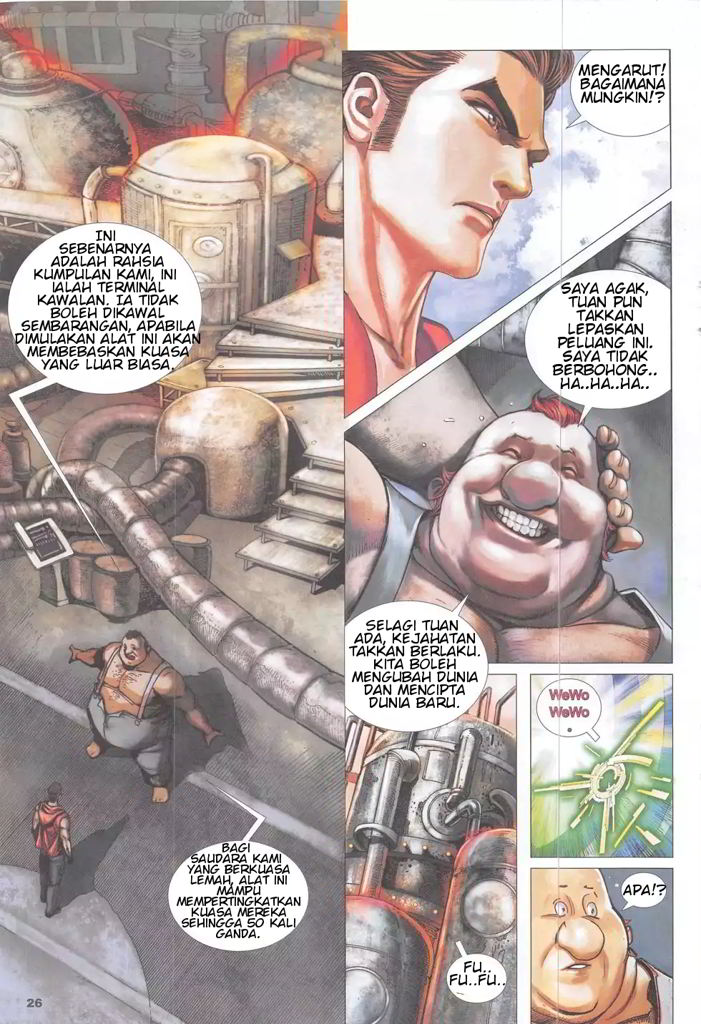 INI
SEBENARNYA
ADALAH RAHSIA
KUMPULAN KAMI, INI
IALAH TERMINAL
KAWALAN. IA TIDAK
BOLEH DIKAWAL
SEMBARANGAN, APABILA
DIMULAKAN ALAT INI AKAN
MEMBEBASKAN KUASA
YANG LUAR BIASA.
BAGI
SAUDARA KAMI
YANG BERKUASA
LEMAH, ALAT INI
MAMPU
MEMPERTINGKATKAN
KUASA MEREKA
SEHINGGA 50 KALI
GANDA.
MENGARUT!
BAGAIMANA
MUNGKIN!?
SAYA AGAK,
TUAN PUN
TAKKAN
LEPASKAN
PELUANG INI.
SAYA TIDAK
BERBOHONG..
HA..HA..HA..
SELAGI TUAN
ADA, KEJAHATAN
TAKKAN BERLAKU.
KITA BOLEH
MENGUBAH DUNIA
DAN MENCIPTA
DUNIA BARU.
FU..
FU..FU..
WeWo
WeWo
APA!?
26